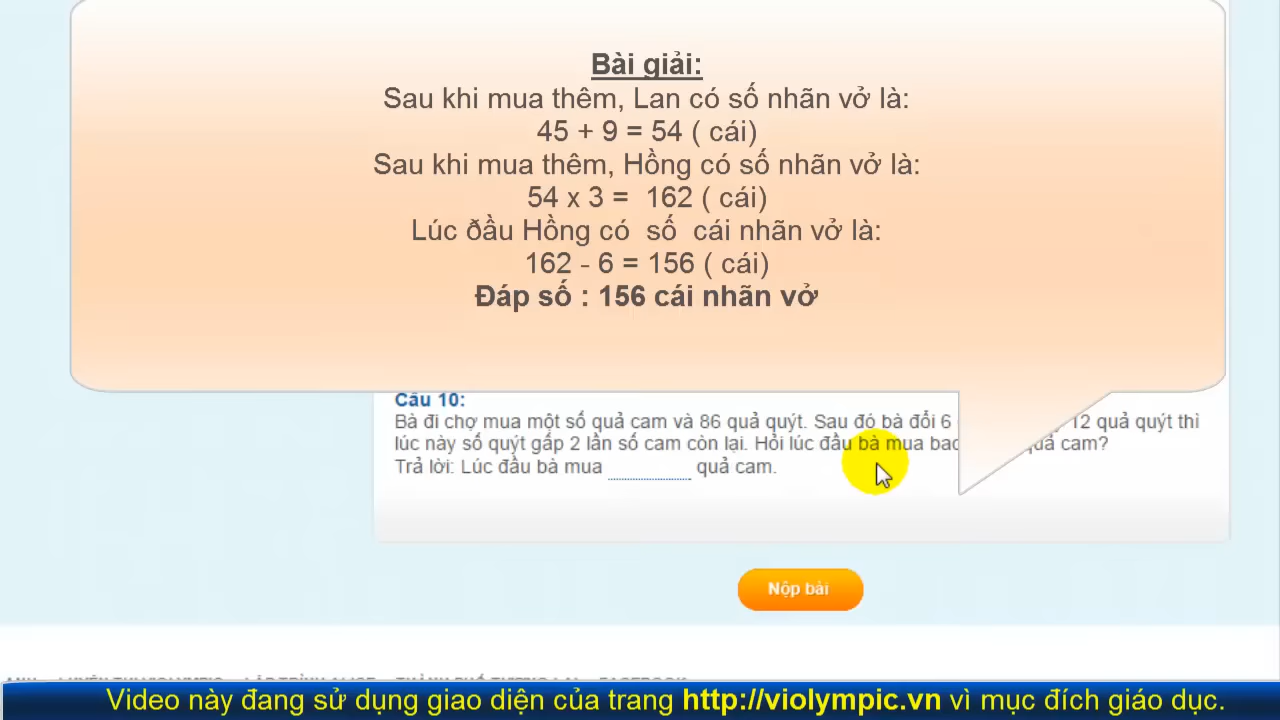 Bài giải:
Sau khi mua thêm, Lan có số nhãn vở là:
45 + 9 = 54 ( cái)
Sau khi mua thêm, Hồng có số nhãn vở là:
54 x 3 = 162 ( cái)
Lúc đầu Hồng có số cái nhãn vở là:
162 - 6 = 156 ( cái)
Đáp số : 156 cái nhãn vở
Câu 10:
Bà đi chợ mua một số quả cam và 86 quả quýt. Sau đó bà đổi 6 12 quả quýt thì
lúc này số quýt gấp 2 lần số cam còn lại. Hỏi lúc đầu bà mua quả cam?
Trả lời: Lúc đầu bà mua quả cam.
Nộp bài
Video này đang sử dụng giao diện của trang http://violympic.vn vì mục đích giáo dục.